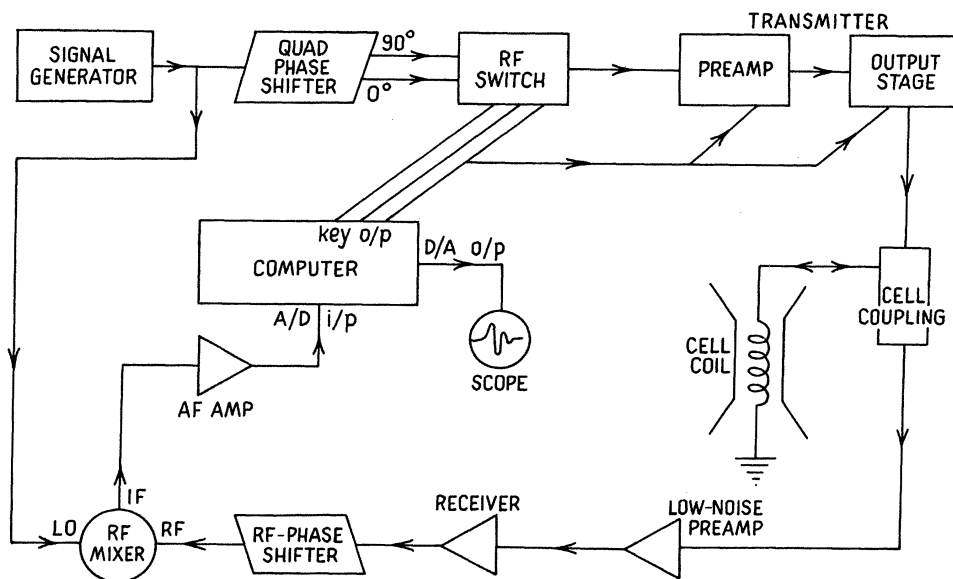 TRANSMITTER
SIGNAL
GENERATOR
QUAD
PHASE
SHIFTER
90°
0°
RF
SWITCH
PREAMP
OUTPUT
STAGE
key o/p
COMPUTER
D/A o/p
A/D i/p
SCOPE
CELL
COUPLING
CELL
COIL
AF AMP
IF
LO
RF
MIXER
RF
RF-PHASE
SHIFTER
RECEIVER
LOW-NOISE
PREAMP